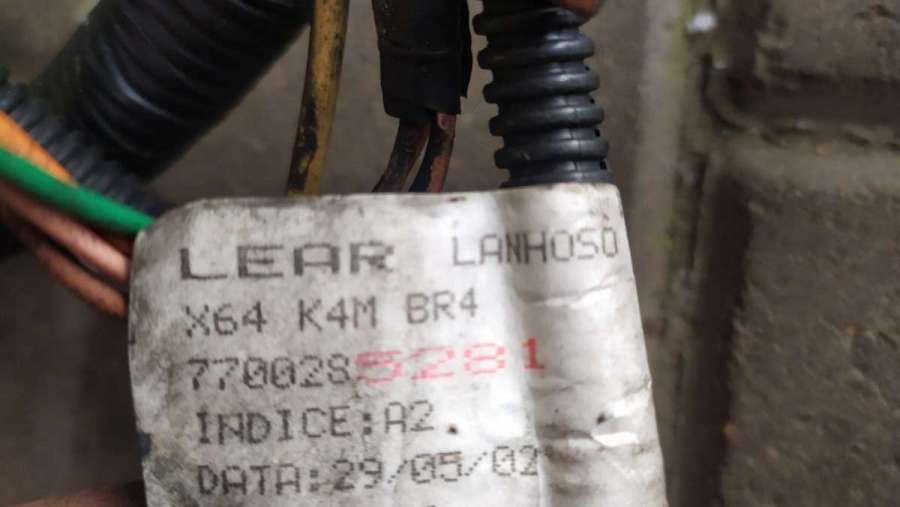 LEAR LANHOSO
X64 K4M BR4
7700285281
INDICE:A2
DATA:29/05/02